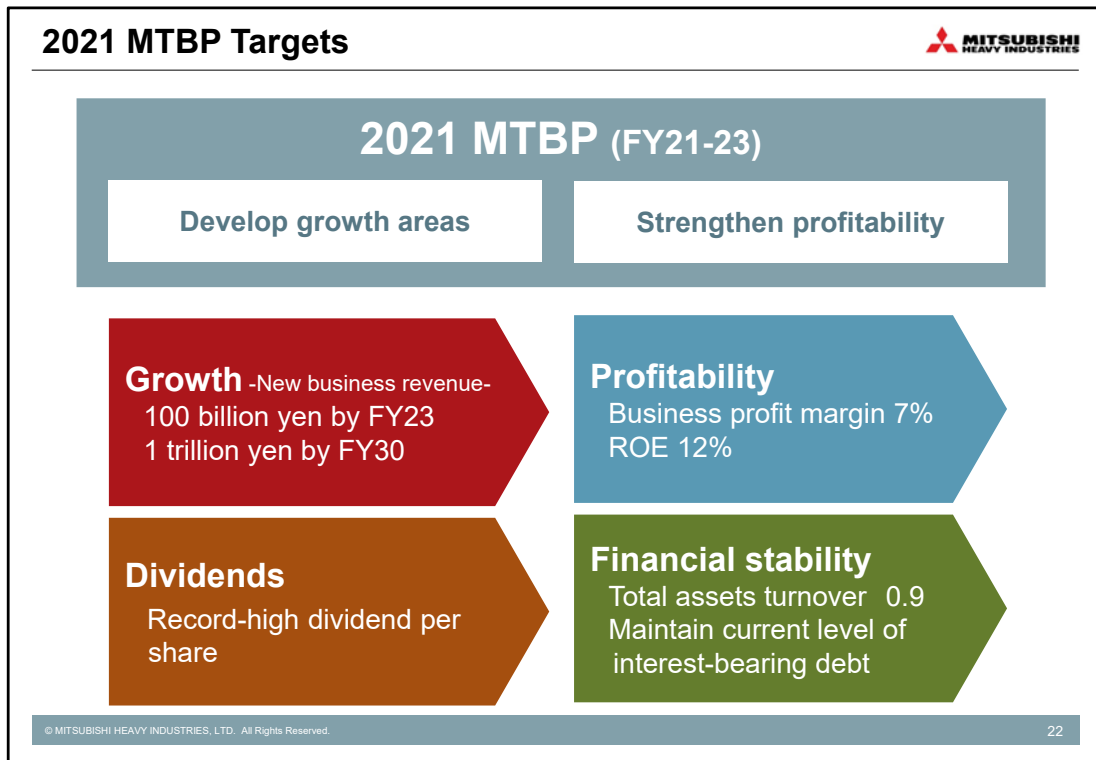 2021 MTBP Targets
MITSUBISHI
HEAVY INDUSTRIES
2021 MTBP (FY21-23)
Develop growth areas
Strengthen profitability
Growth -New business revenue-
100 billion yen by FY23
1 trillion yen by FY30
Profitability
Business profit margin 7%
ROE 12%
Dividends
Record-high dividend per
share
Financial stability
Total assets turnover 0.9
Maintain current level of
interest-bearing debt
© MITSUBISHI HEAVY INDUSTRIES, LTD. All Rights Reserved.
22